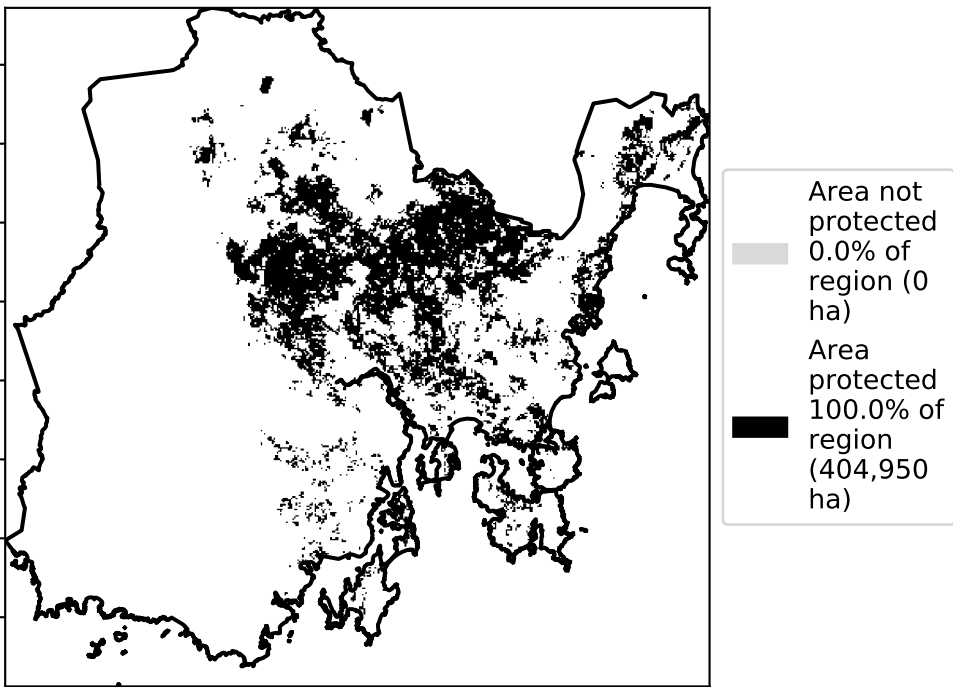 Area not
protected
0.0% of
region (0
ha)
Area
protected
100.0% of
region
(404,950
ha)